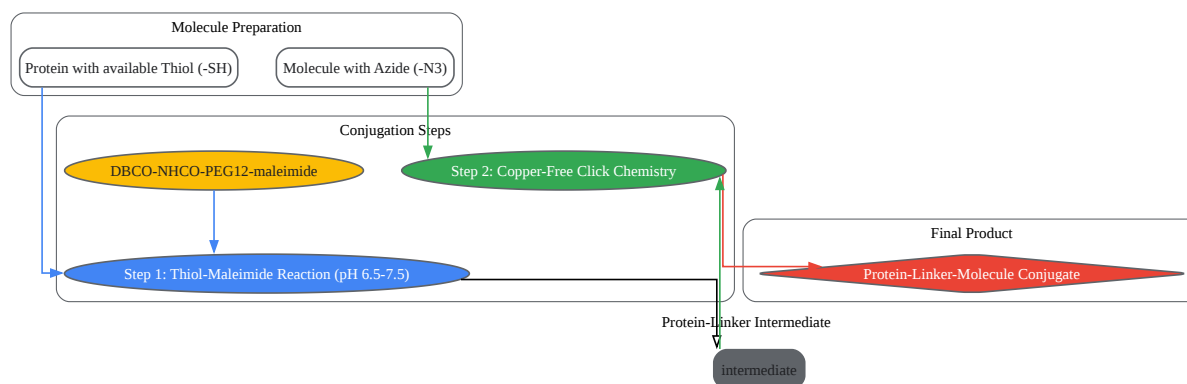 Molecule Preparation
Protein with available Thiol (-SH)
Molecule with Azide (-N3)
Conjugation Steps
DBCO-NHCO-PEG12-maleimide
Step 2: Copper-Free Click Chemistry
Final Product
Step 1: Thiol-Maleimide Reaction (pH 6.5-7.5)
Protein-Linker-Molecule Conjugate
Protein-Linker Intermediate
intermediate